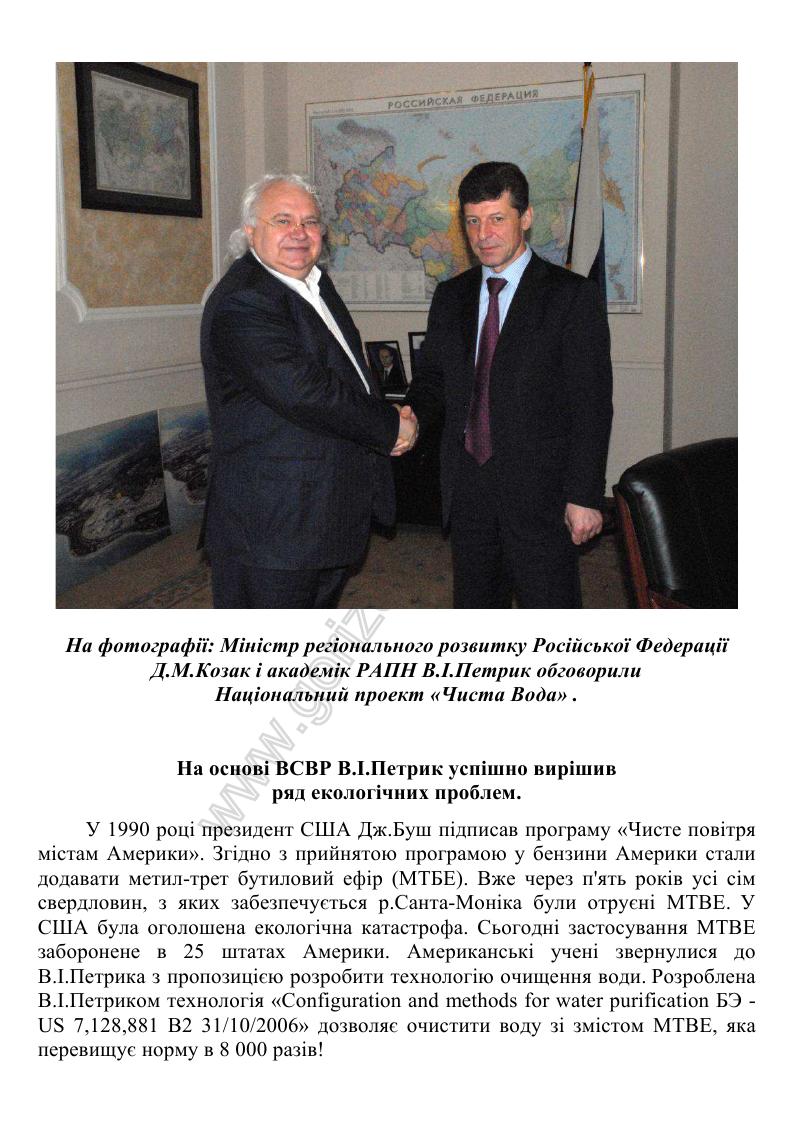 РОССИЙСКАЯ ФЕДЕРАЦИЯ
На фотографії: Міністр регіонального розвитку Російської Федерації
Д.М.Козак і академік РАПН В.І.Петрик обговорили
Національний проект «Чиста Вода» .
На основі ВСВР В.І.Петрик успішно вирішив
ряд екологічних проблем.
У 1990 році президент США Дж.Буш підписав програму «Чисте повітря
містам Америки». Згідно з прийнятою програмою у бензини Америки стали
додавати метил-трет бутиловий ефір (МТБЕ). Вже через п'ять років усі сім
свердловин, з яких забезпечується р.Санта-Моніка були отруєні МТВЕ. У
США була оголошена екологічна катастрофа. Сьогодні застосування МТВЕ
заборонене в 25 штатах Америки. Американські учені звернулися до
В.І.Петрика з пропозицією розробити технологію очищення води. Розроблена
В.І.Петриком технологія «Configuration and methods for water purification БЭ -
US 7,128,881 B2 31/10/2006» дозволяє очистити воду зі змістом МТВЕ, яка
перевищує норму в 8 000 разів!
www.goriz